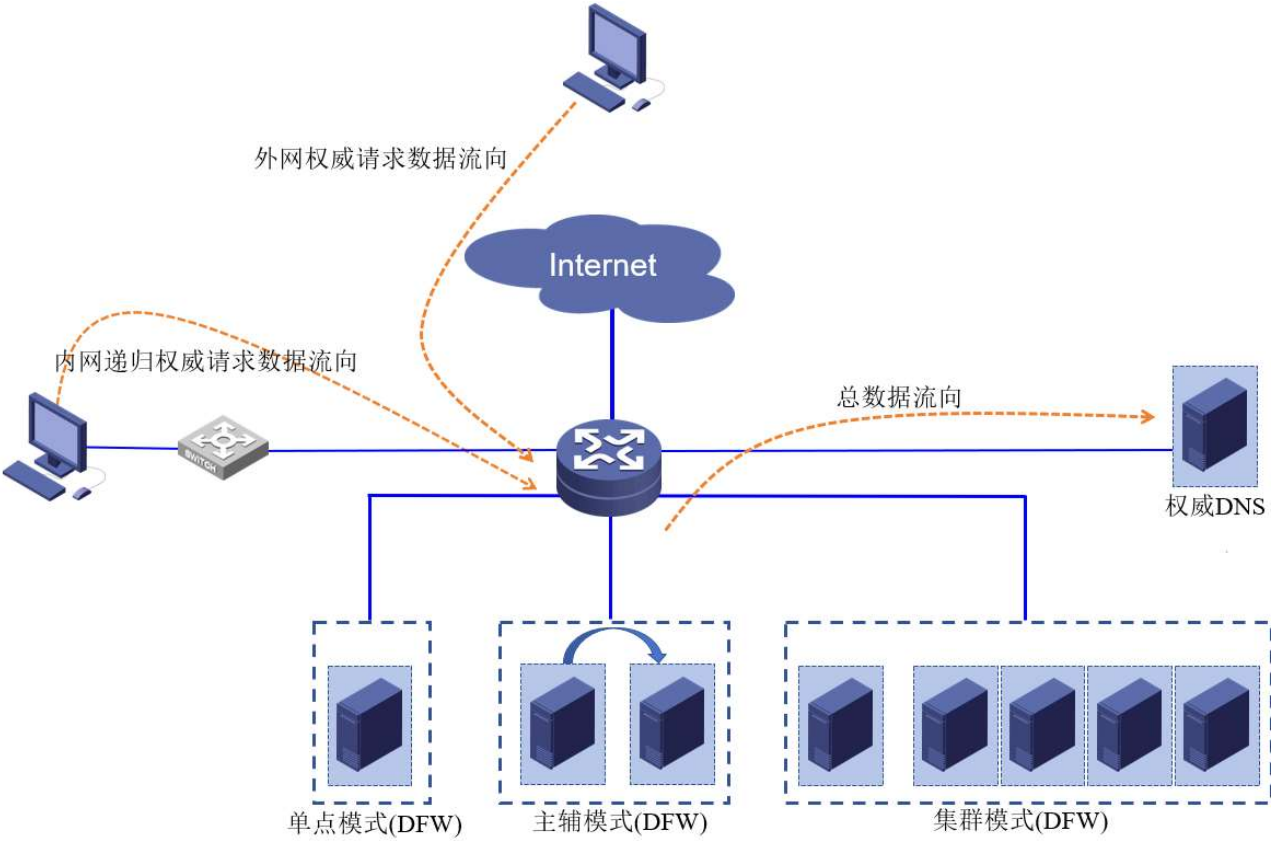 外网权威请求数据流向
Internet
内网递归权威请求数据流向
总数据流向
SWITCH
权威DNS
单点模式(DFW)
主辅模式(DFW)
集群模式(DFW)